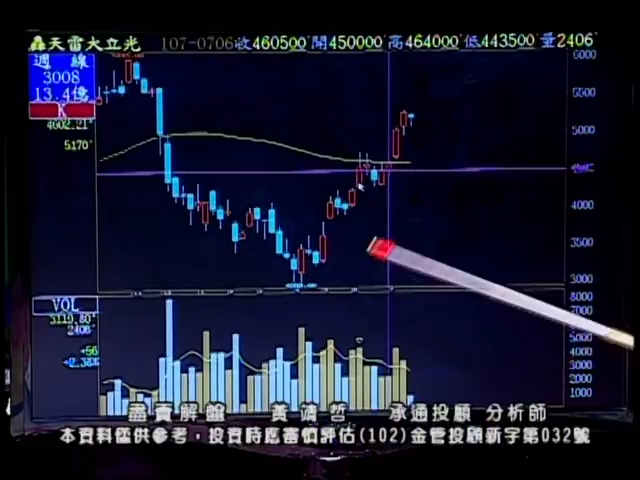 天雷大立光 107-0706收460500°開450000°高464000°低443500°量2406°
週 線
3008
13.4億
K
4602.21°
5170°
6000
5500
5000
4000
3500
3000
VOL
8000
7000
5000
4000
3000
2000
1000
3119.80°
2406°
+56
盡責解盤 黃靖哲 承通投顧 分析師
本資料僅供參考，投資時應審慎評估(102)金管投顧新字第032號